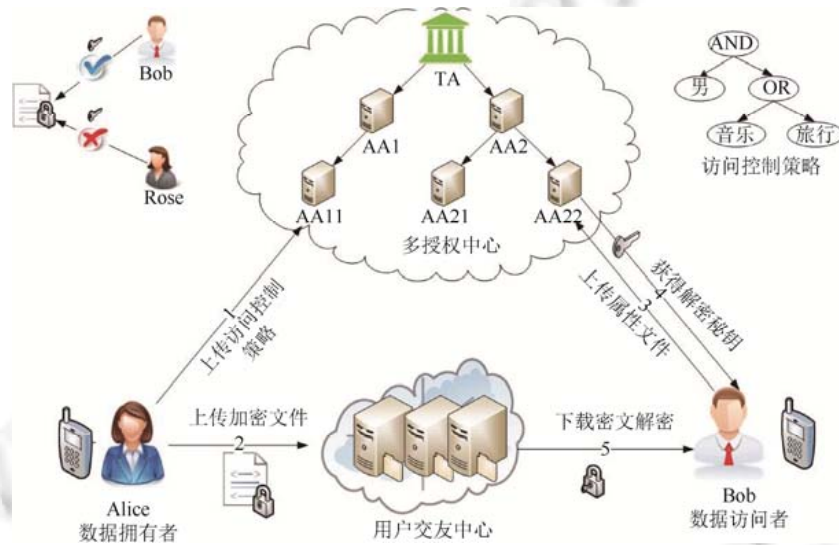 Bob
Rose
TA
AA1
AA2
AA11
AA21
AA22
多授权中心
AND
男
OR
音乐
旅行
访问控制策略
1
上传访问控制
策略
3
上传属性文件
4
获得解密秘钥
上传加密文件
2
下载密文解密
5
Alice
数据拥有者
用户交友中心
Bob
数据访问者